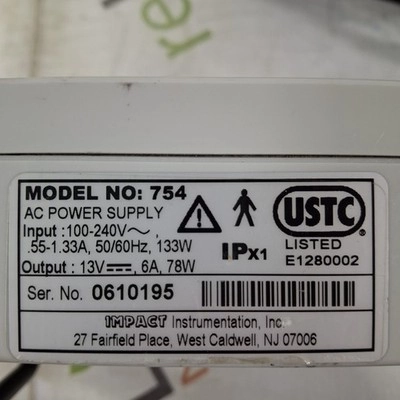 re
MODEL NO: 754
AC POWER SUPPLY
Input :100-240V~ ,
.55-1.33A, 50/60Hz, 133W
Output : 13V⎓, 6A, 78W
IPx1
USTC
LISTED
E1280002
Ser. No. 0610195
IMPACT Instrumentation, Inc.
27 Fairfield Place, West Caldwell, NJ 07006